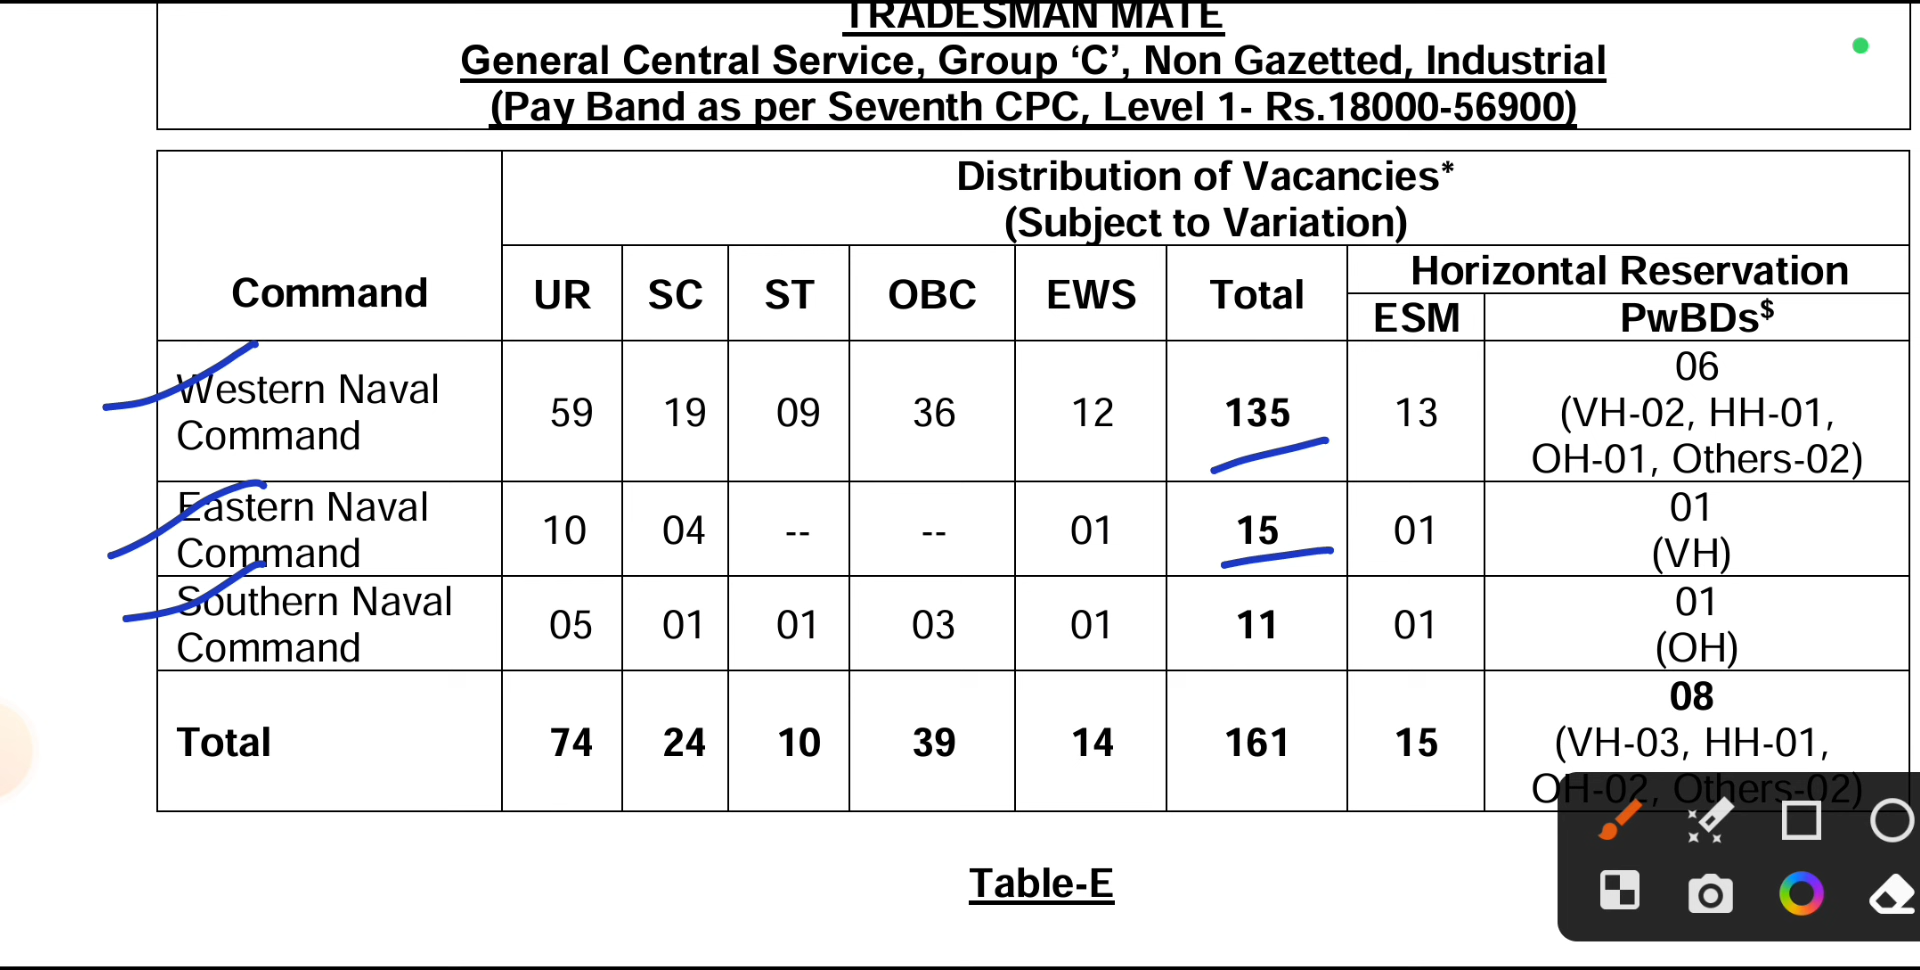 TRADESMAN MATE
General Central Service, Group ‘C’, Non Gazetted, Industrial
(Pay Band as per Seventh CPC, Level 1- Rs.18000-56900)
Distribution of Vacancies*
(Subject to Variation)
Command UR SC ST OBC EWS Total Horizontal Reservation
ESM PwBDs$
Western Naval Command 59 19 09 36 12 135 13 06
(VH-02, HH-01,
OH-01, Others-02)
Eastern Naval Command 10 04 -- -- 01 15 01 01
(VH)
Southern Naval Command 05 01 01 03 01 11 01 01
(OH)
Total 74 24 10 39 14 161 15 08
(VH-03, HH-01,
OH-02, Others-02)
Table-E